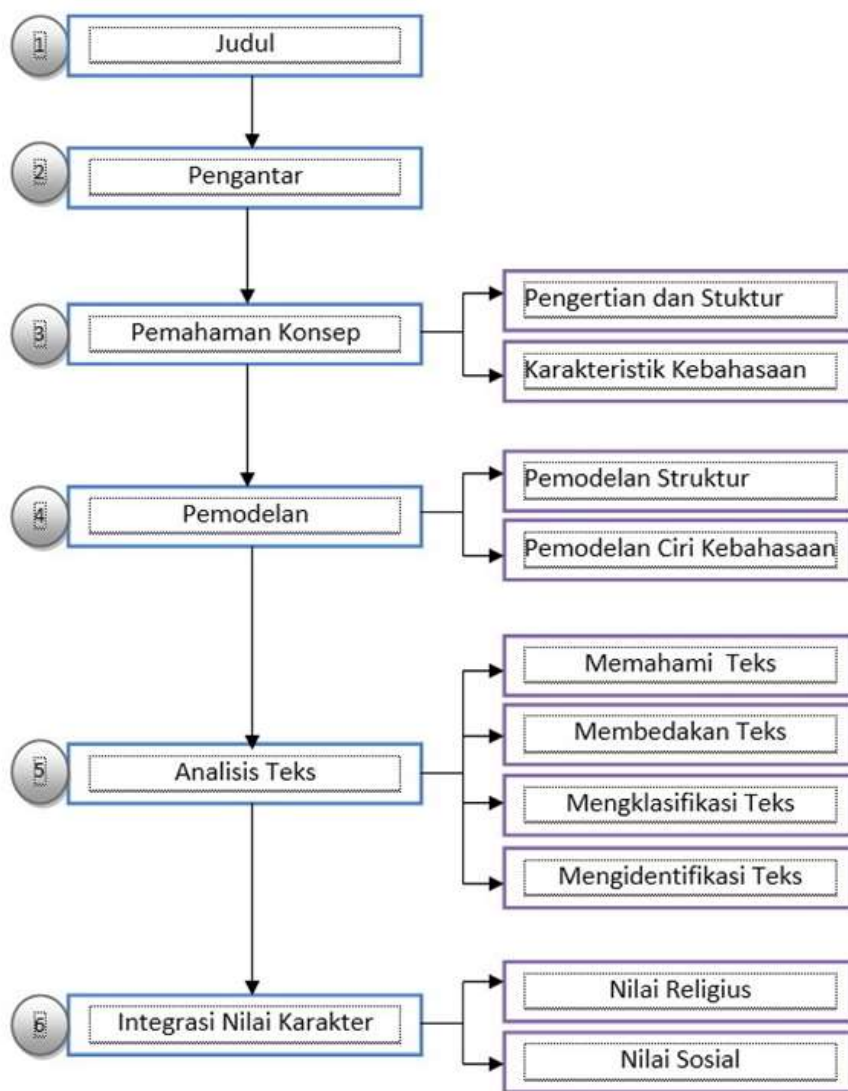 1
Judul
2
Pengantar
3
Pemahaman Konsep
Pengertian dan Stuktur
Karakteristik Kebahasaan
4
Pemodelan
Pemodelan Struktur
Pemodelan Ciri Kebahasaan
5
Analisis Teks
Memahami Teks
Membedakan Teks
Mengklasifikasi Teks
Mengidentifikasi Teks
6
Integrasi Nilai Karakter
Nilai Religius
Nilai Sosial